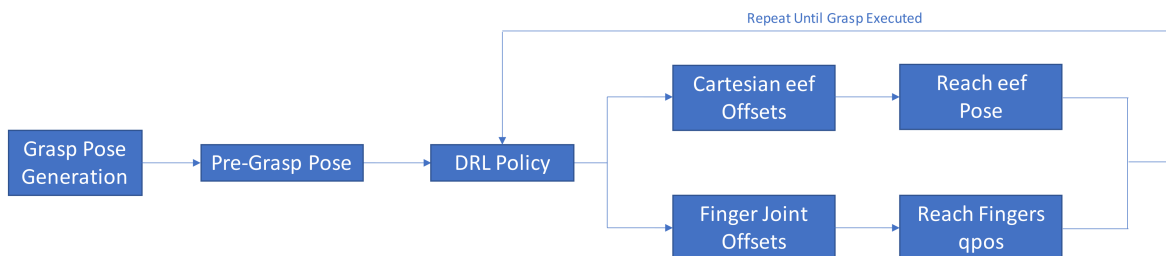 Repeat Until Grasp Executed
Grasp Pose
Generation
Pre-Grasp Pose
DRL Policy
Cartesian eef
Offsets
Reach eef
Pose
Finger Joint
Offsets
Reach Fingers
qpos